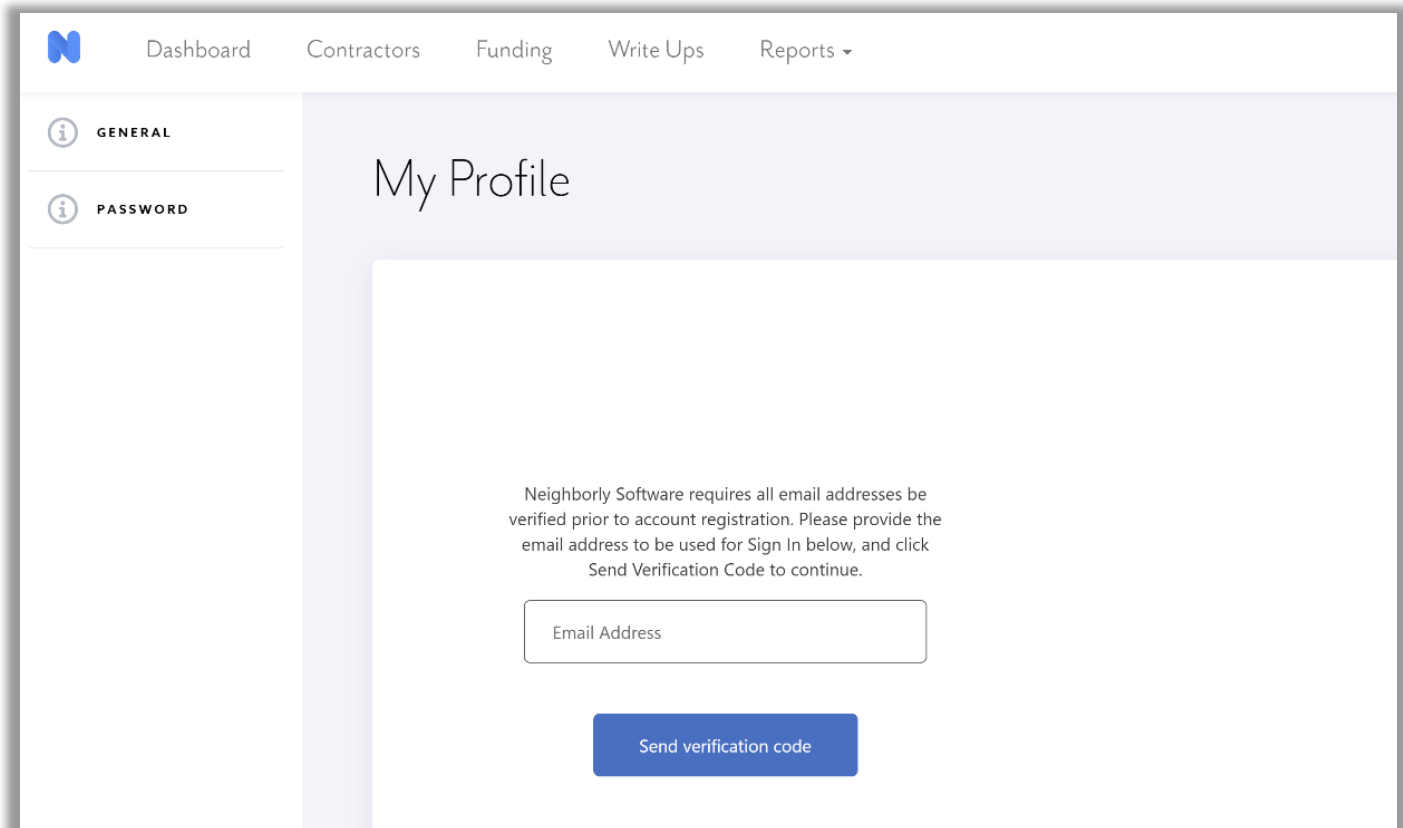 N
Dashboard Contractors Funding Write Ups Reports
GENERAL
PASSWORD
My Profile
Neighborly Software requires all email addresses be
verified prior to account registration. Please provide the
email address to be used for Sign In below, and click
Send Verification Code to continue.
Email Address
Send verification code